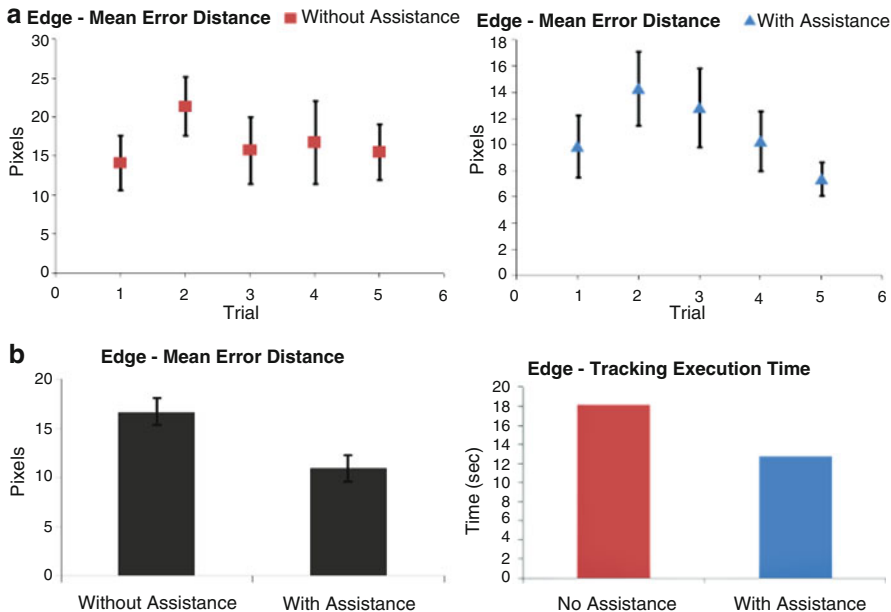 a Edge - Mean Error Distance Without Assistance
30
25
20
15
10
5
0
Pixels
0 1 2 3 4 5 6
Trial
Edge - Mean Error Distance With Assistance
18
16
14
12
10
8
6
4
2
0
Pixels
0 1 2 3 4 5 6
Trial
b Edge - Mean Error Distance
20
15
10
5
0
Pixels
Without Assistance With Assistance
Edge - Tracking Execution Time
20
18
16
14
12
10
8
6
4
2
0
Time (sec)
No Assistance With Assistance